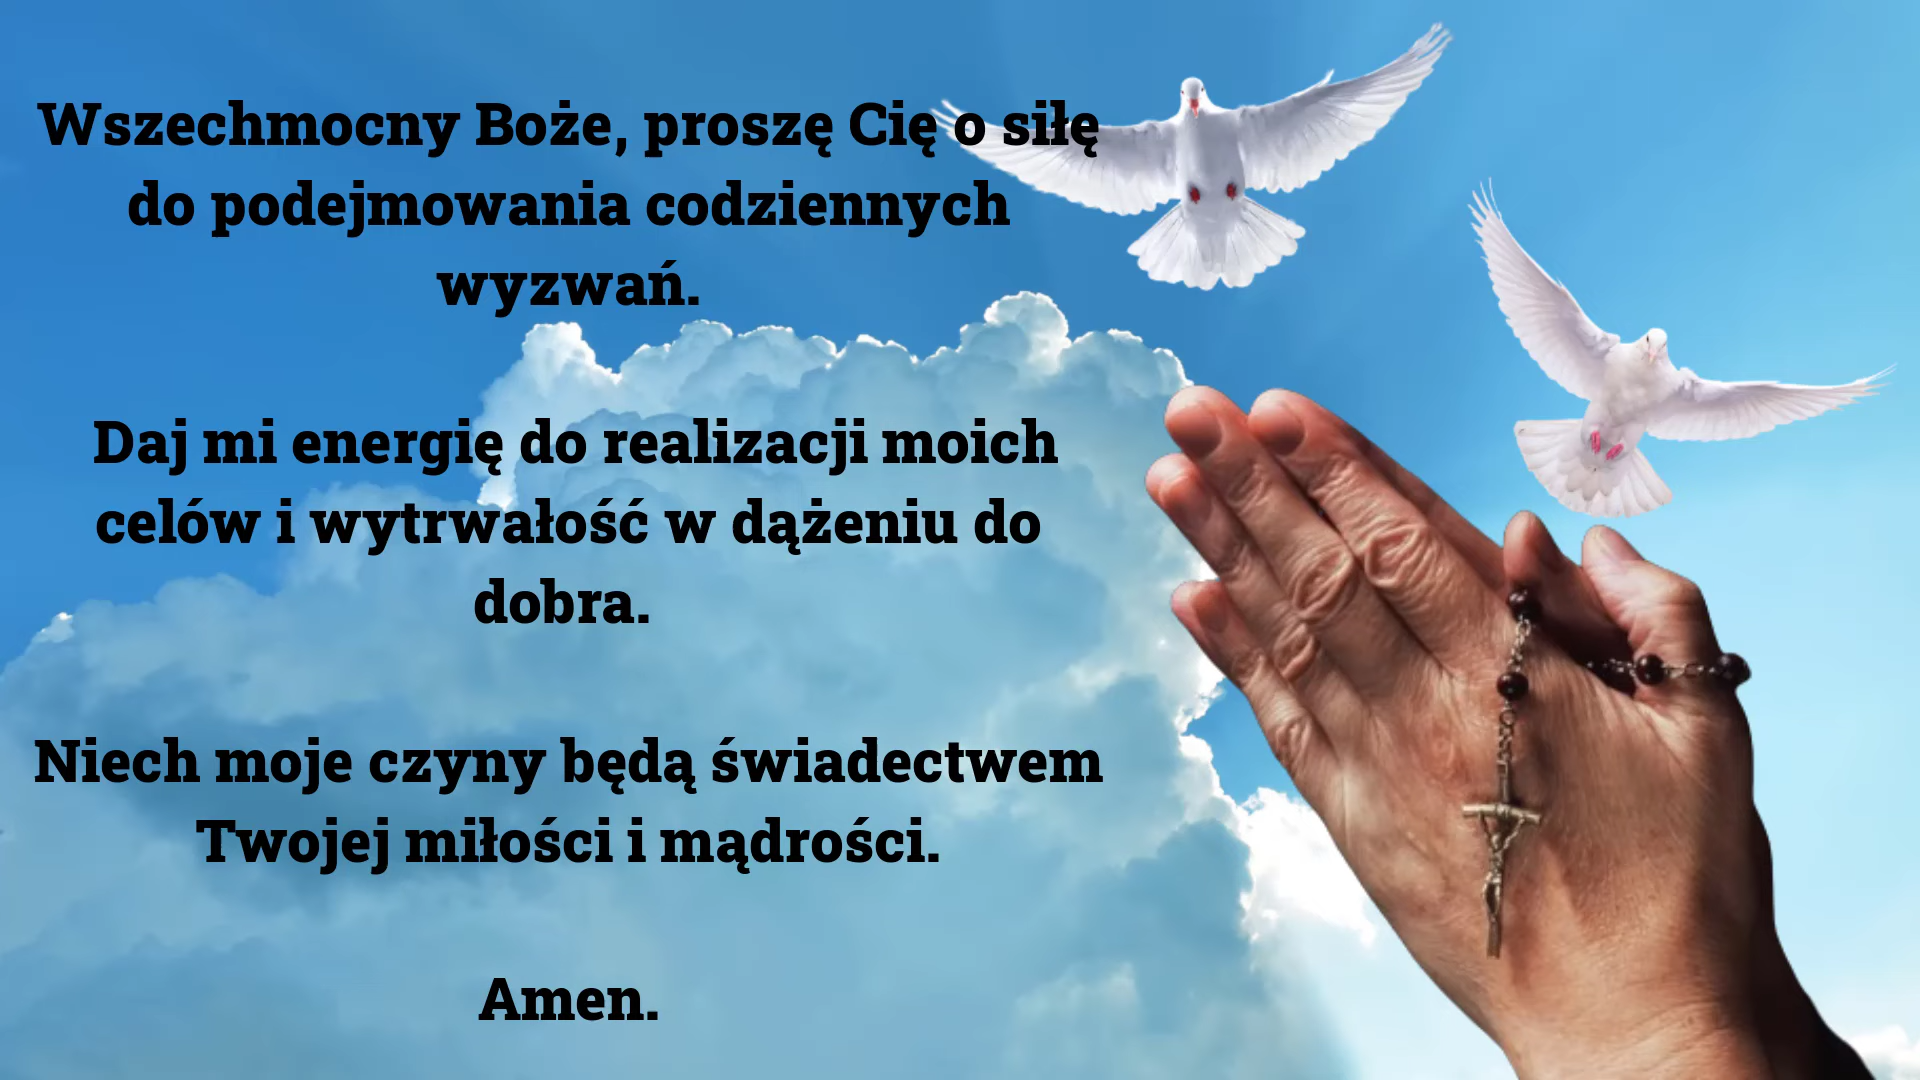 Wszechmocny Boże, proszę Cię o siłę
do podejmowania codziennych
wyzwań.
Daj mi energię do realizacji moich
celów i wytrwałość w dążeniu do
dobra.
Niech moje czyny będą świadectwem
Twojej miłości i mądrości.
Amen.